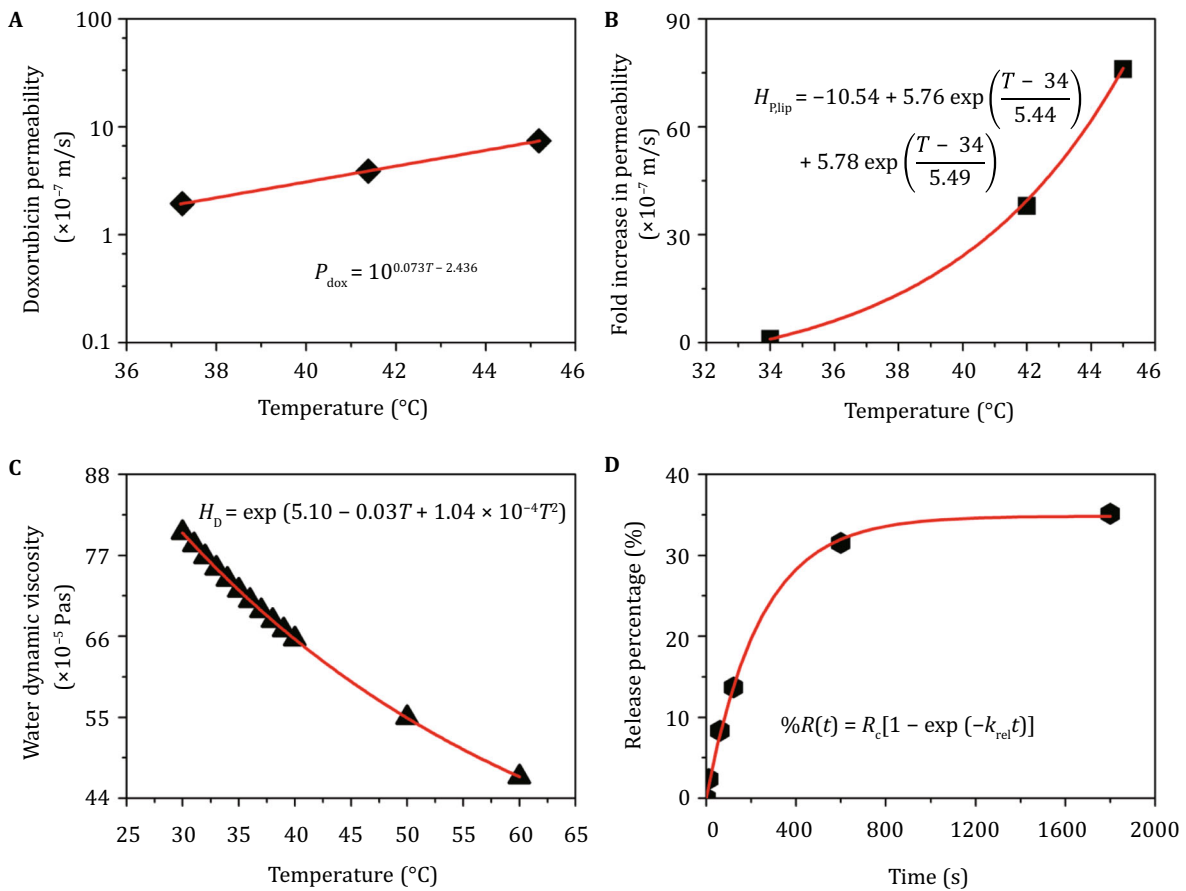 A
Doxorubicin permeability
(×10⁻⁷ m/s)
100
10
1
0.1
P_dox = 10^(0.073T − 2.436)
36 38 40 42 44 46
Temperature (°C)
B
Fold increase in permeability
(×10⁻⁷ m/s)
90
60
30
0
H_P,lip = −10.54 + 5.76 exp (T − 34 / 5.44)
+ 5.78 exp (T − 34 / 5.49)
32 34 36 38 40 42 44 46
Temperature (°C)
C
Water dynamic viscosity
(×10⁻⁵ Pas)
88
77
66
55
44
H_D = exp (5.10 − 0.03T + 1.04 × 10⁻⁴T²)
25 30 35 40 45 50 55 60 65
Temperature (°C)
D
Release percentage (%)
40
30
20
10
0
%R(t) = R_c[1 − exp (−k_rel t)]
0 400 800 1200 1600 2000
Time (s)